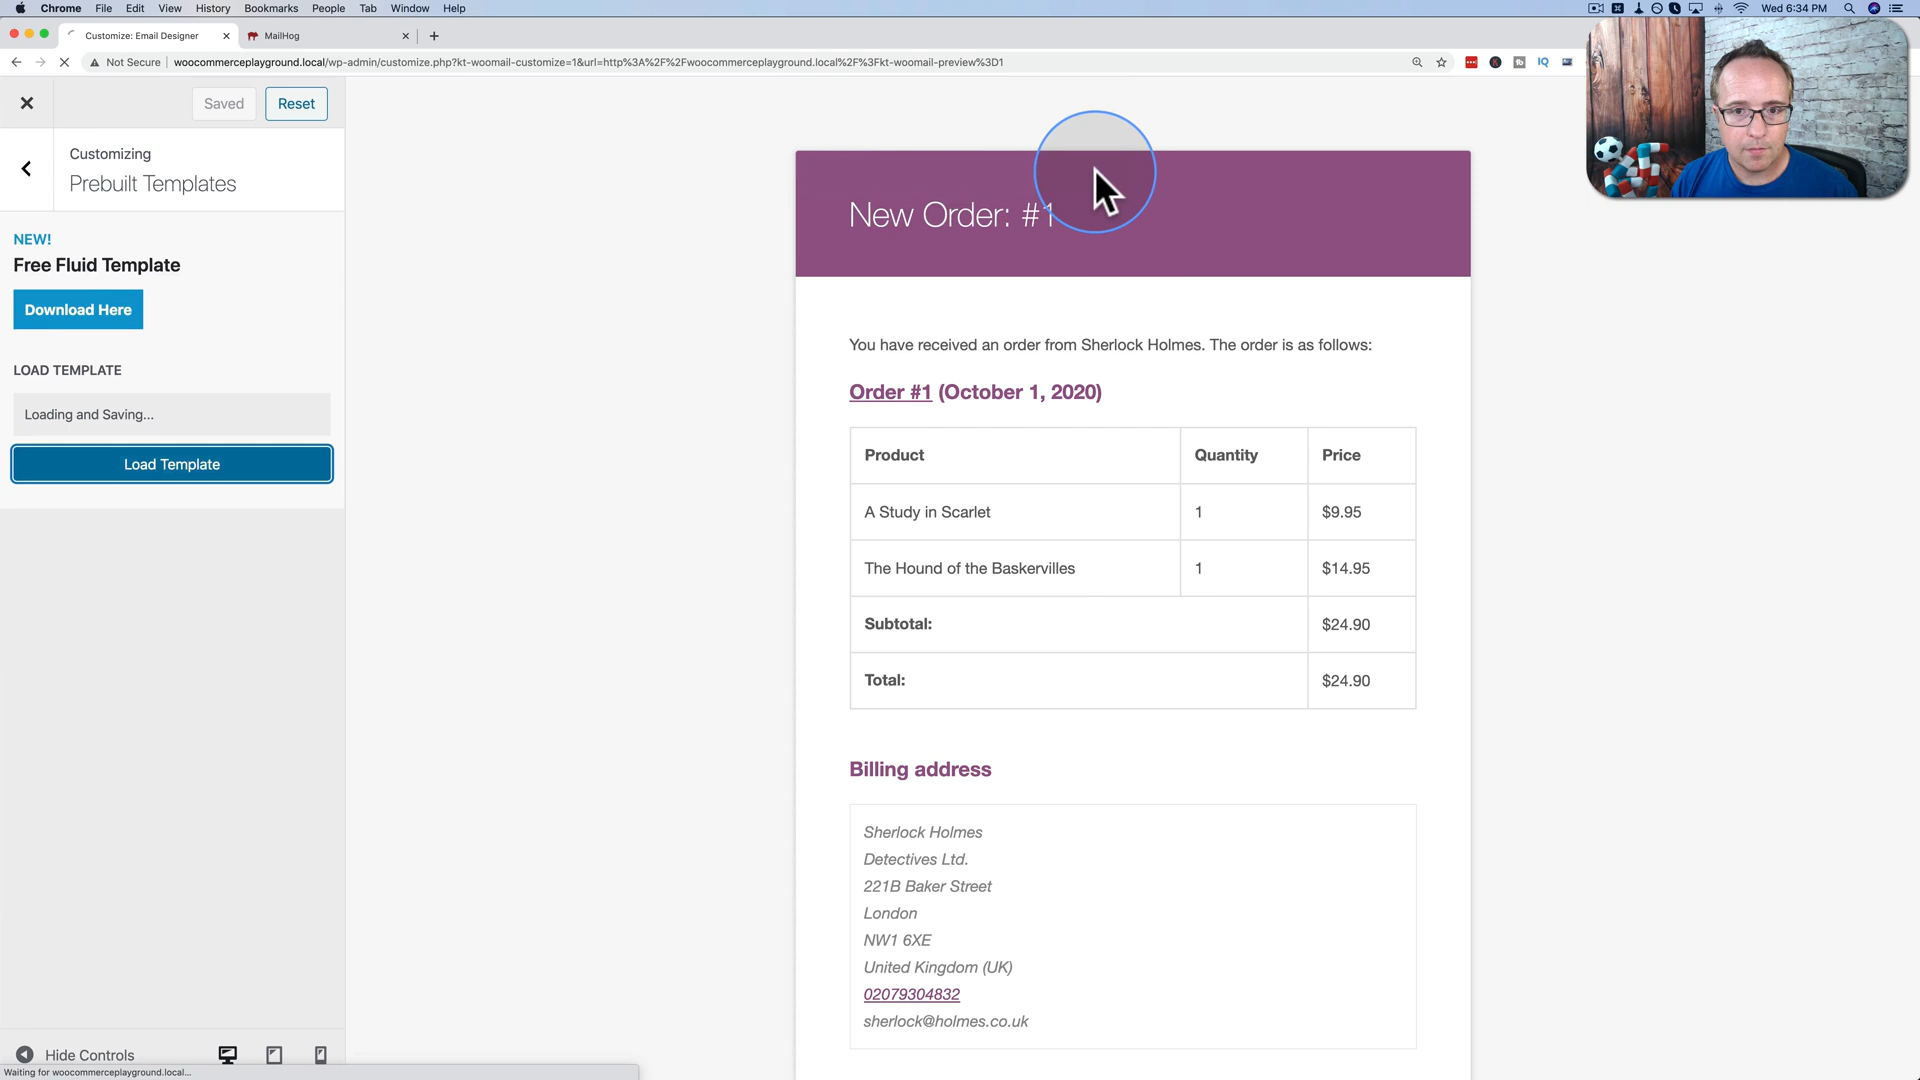 Chrome File Edit View History Bookmarks People Tab Window Help
Wed 6:34 PM
Customize: Email Designer
MailHog
Not Secure woocommerceplayground.local/wp-admin/customize.php?kt-woomail-customize=1&url=http%3A%2F%2Fwoocommerceplayground.local%2F%3Fkt-woomail-preview%3D1
IQ
Saved
Reset
Customizing
Prebuilt Templates
NEW!
Free Fluid Template
Download Here
LOAD TEMPLATE
Loading and Saving...
Load Template
New Order: #1
You have received an order from Sherlock Holmes. The order is as follows:
Order #1 (October 1, 2020)
Product Quantity Price
A Study in Scarlet 1 $9.95
The Hound of the Baskervilles 1 $14.95
Subtotal: $24.90
Total: $24.90
Billing address
Sherlock Holmes
Detectives Ltd.
221B Baker Street
London
NW1 6XE
United Kingdom (UK)
02079304832
sherlock@holmes.co.uk
Hide Controls
Waiting for woocommerceplayground.local...